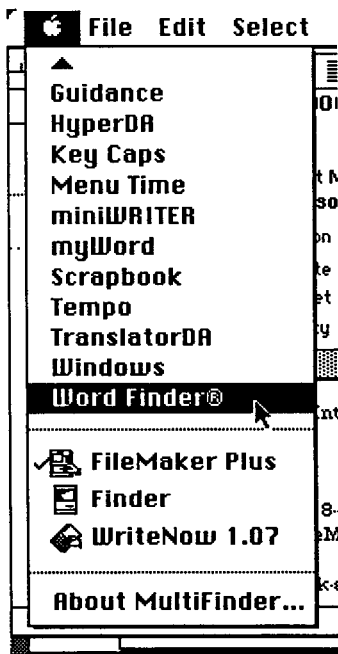 File Edit Select
Guidance
HyperDA
Key Caps
Menu Time
miniWRITER
myWord
Scrapbook
Tempo
TranslatorDA
Windows
Word Finder®
FileMaker Plus
Finder
WriteNow 1.07
About MultiFinder...